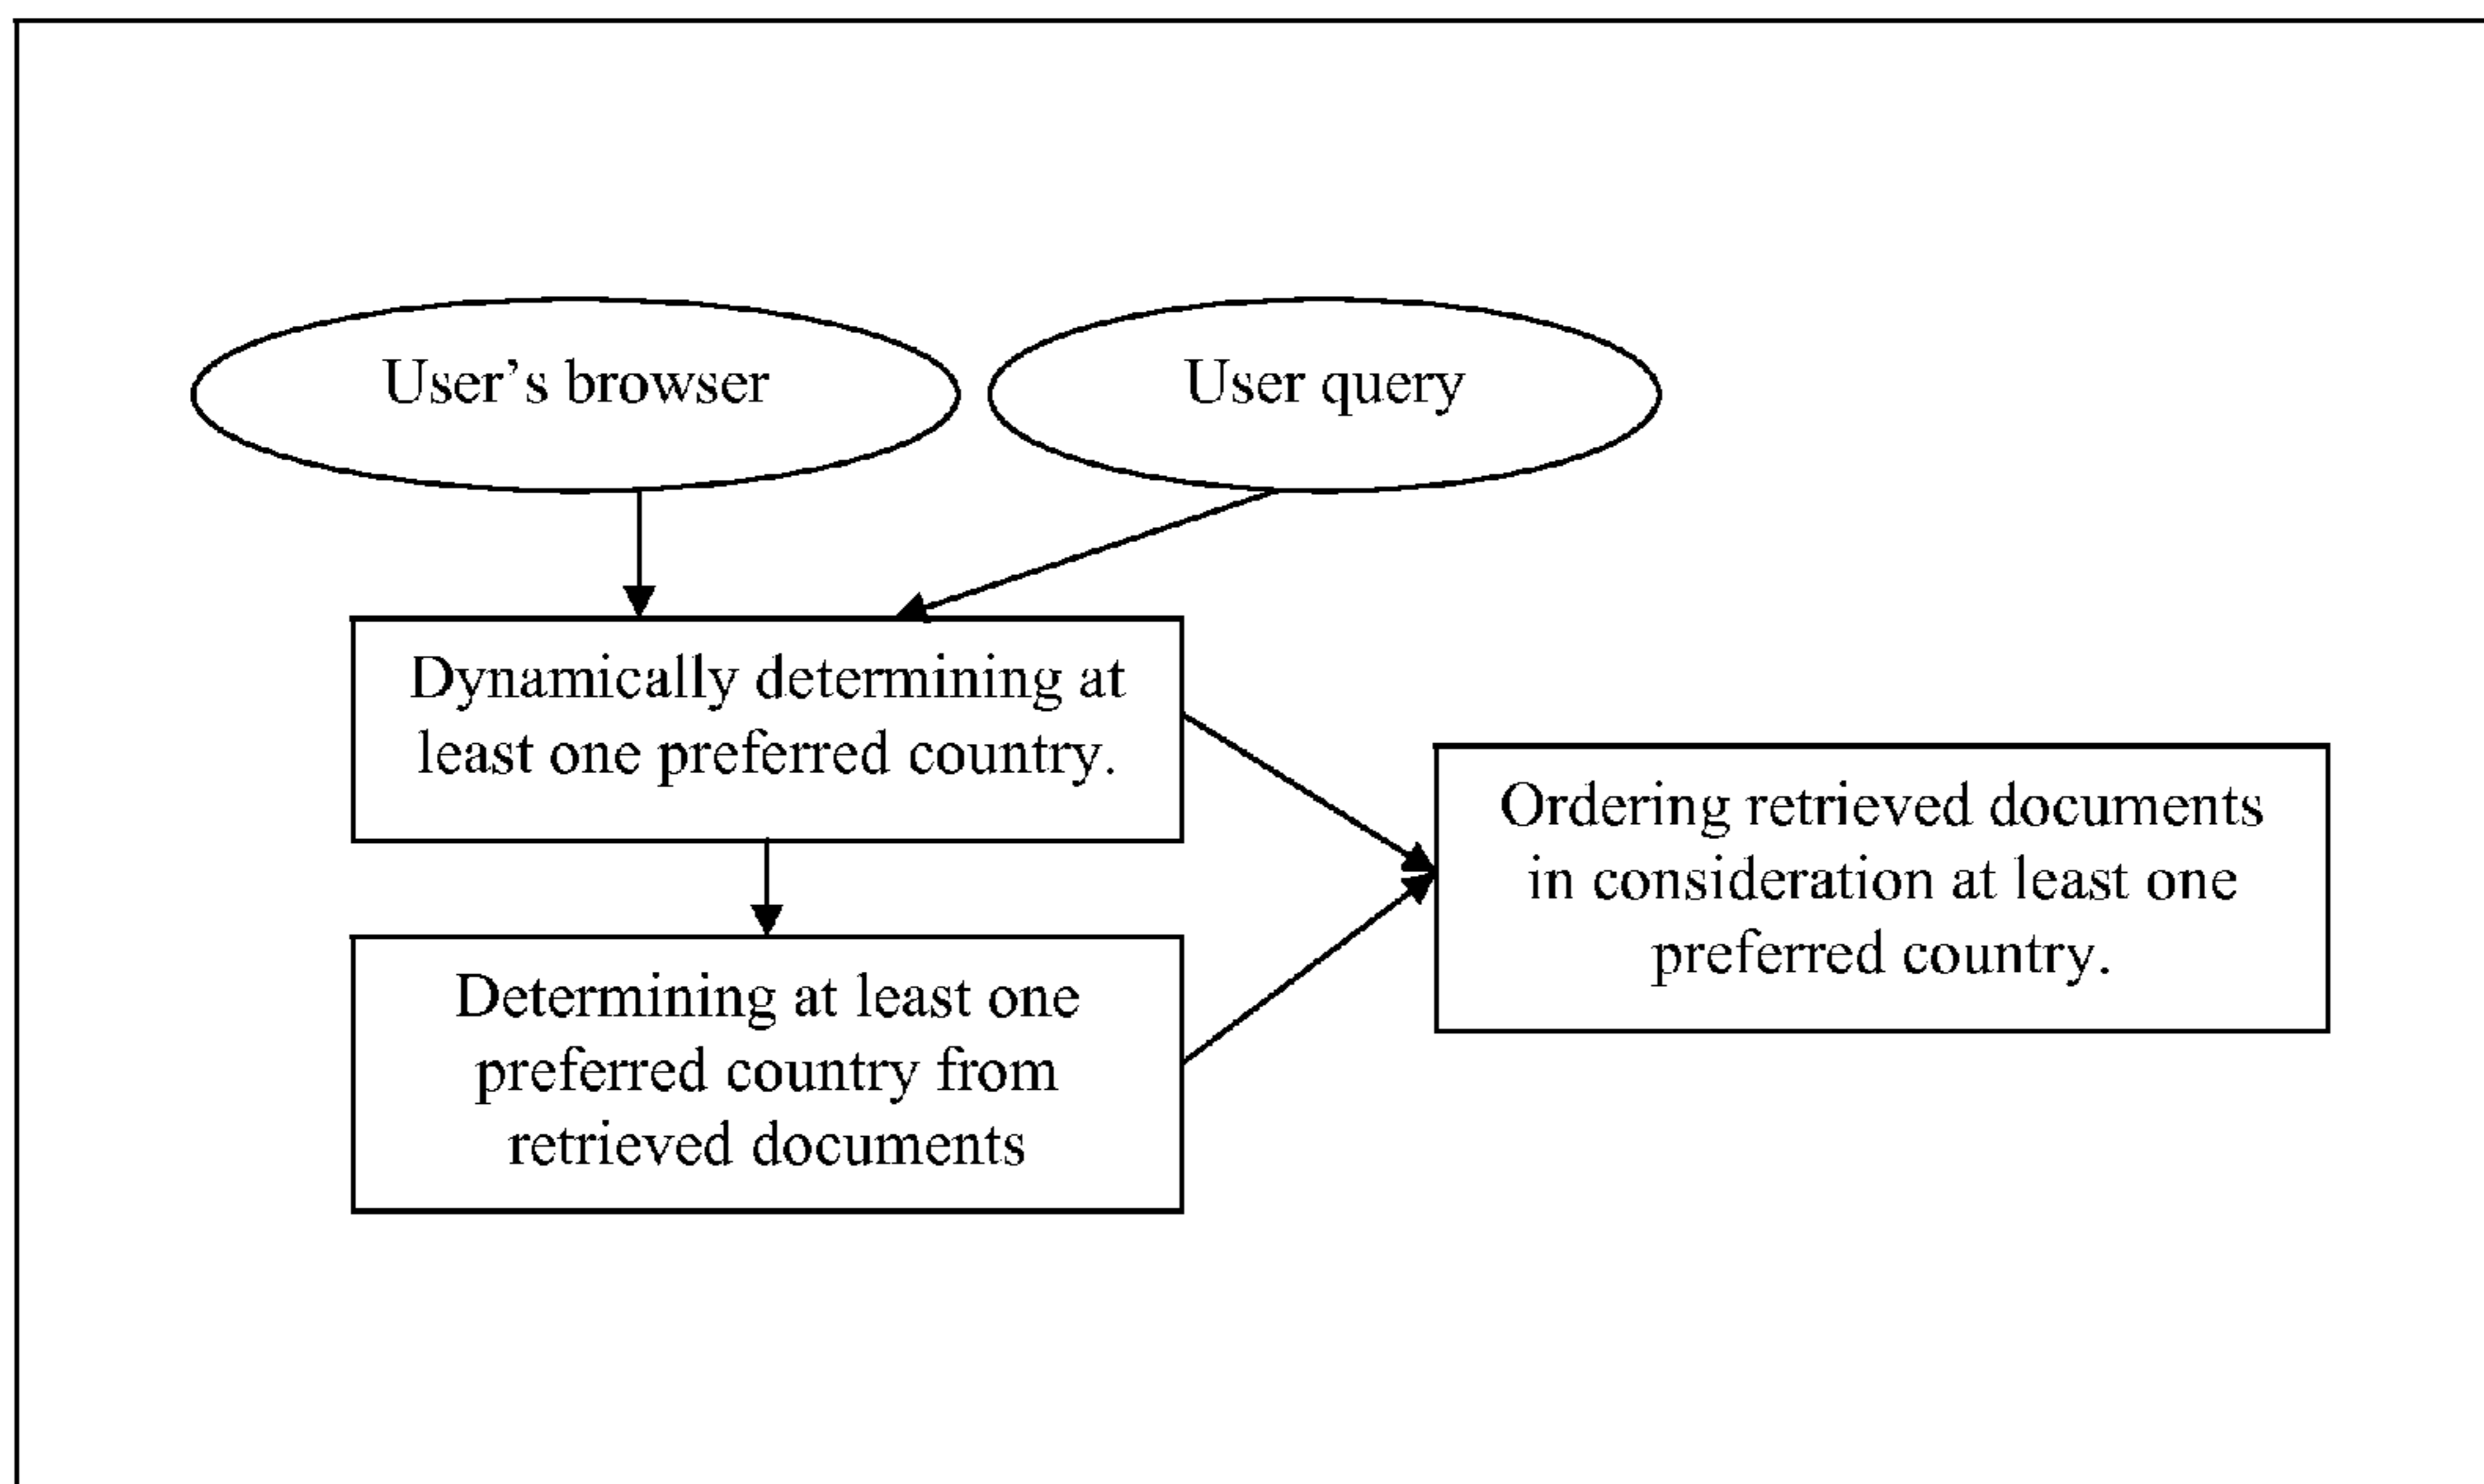 User's browser
User query
Dynamically determining at
least one preferred country.
Ordering retrieved documents
in consideration at least one
preferred country.
Determining at least one
preferred country from
retrieved documents